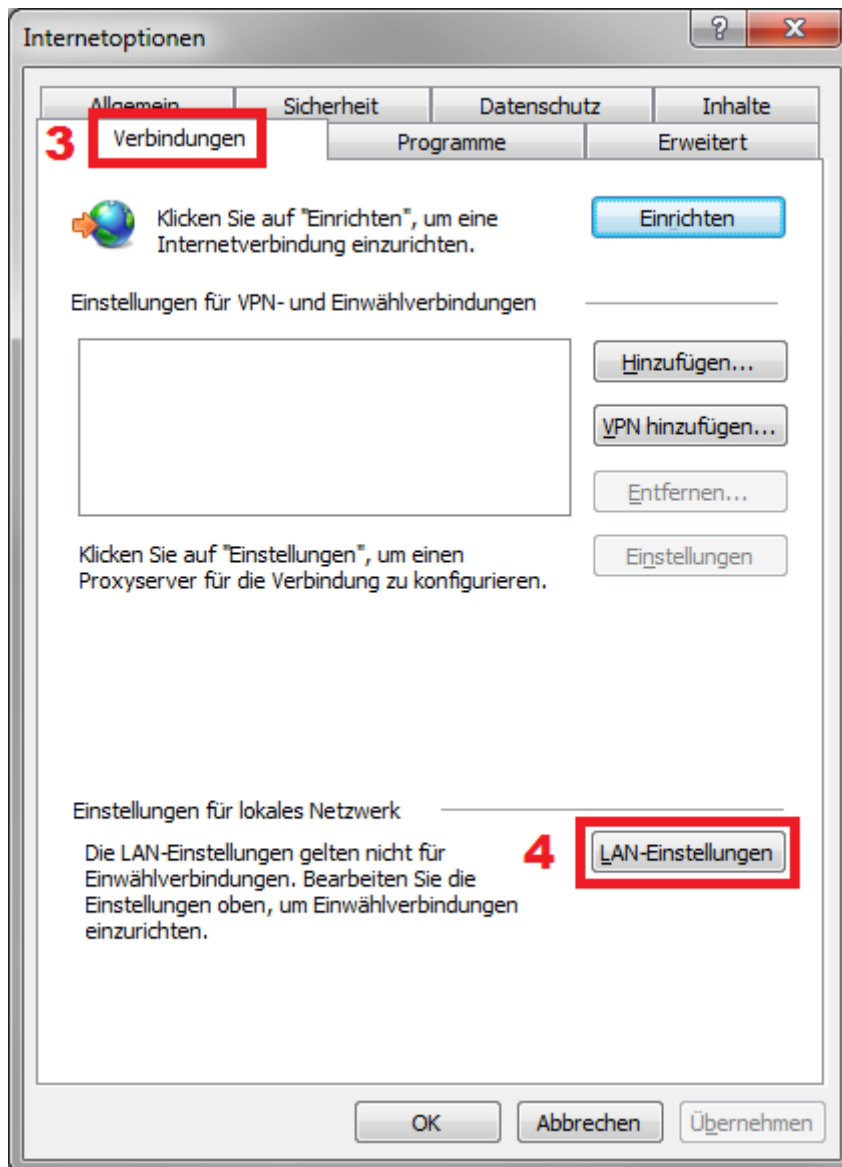 Internetoptionen
Allgemein Sicherheit Datenschutz Inhalte
3 Verbindungen Programme Erweitert
Klicken Sie auf "Einrichten", um eine
Internetverbindung einzurichten.
Einrichten
Einstellungen für VPN- und Einwählverbindungen
Hinzufügen...
VPN hinzufügen...
Entfernen...
Klicken Sie auf "Einstellungen", um einen
Proxyserver für die Verbindung zu konfigurieren.
Einstellungen
Einstellungen für lokales Netzwerk
Die LAN-Einstellungen gelten nicht für
Einwählverbindungen. Bearbeiten Sie die
Einstellungen oben, um Einwählverbindungen
einzurichten.
4 LAN-Einstellungen
OK Abbrechen Übernehmen